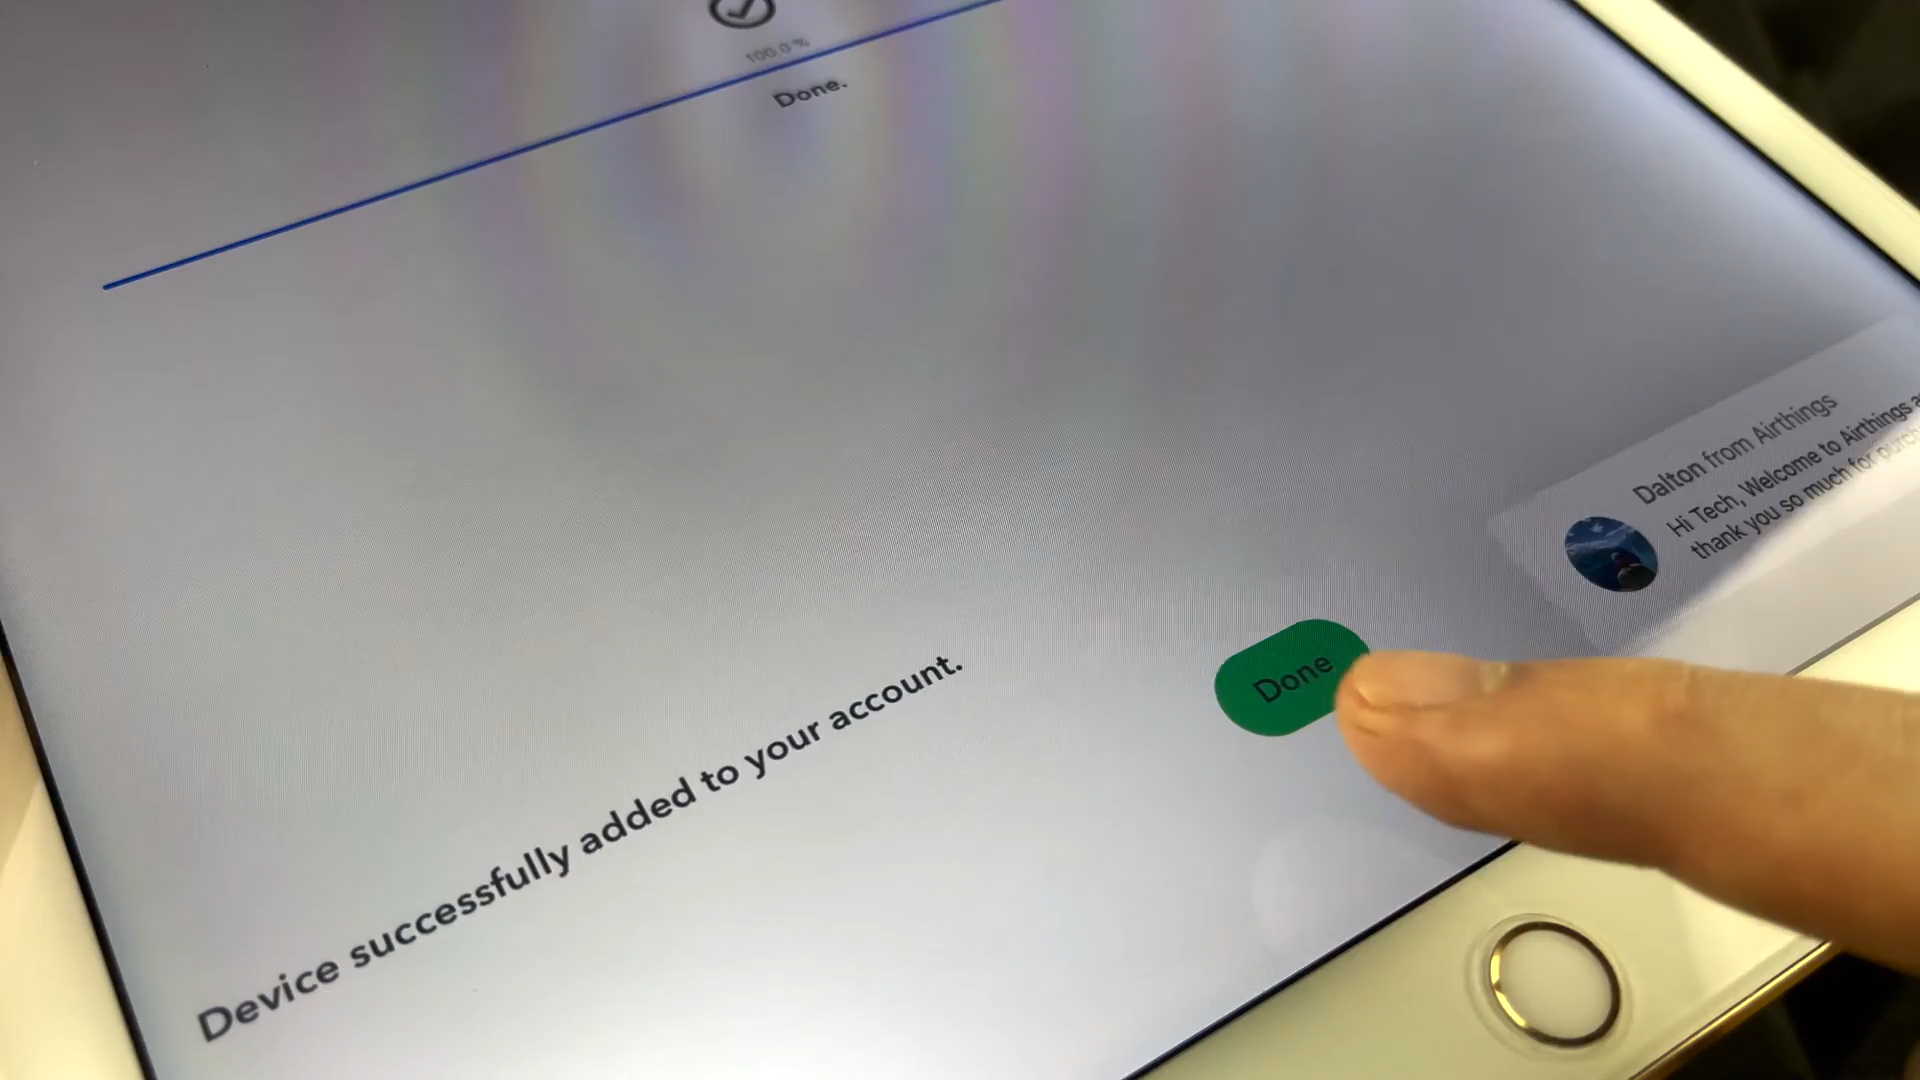 100.0 %
Done.
Dalton from Airthings
Hi Tech, Welcome to Airthings
thank you so much for
Device successfully added to your account.
Done